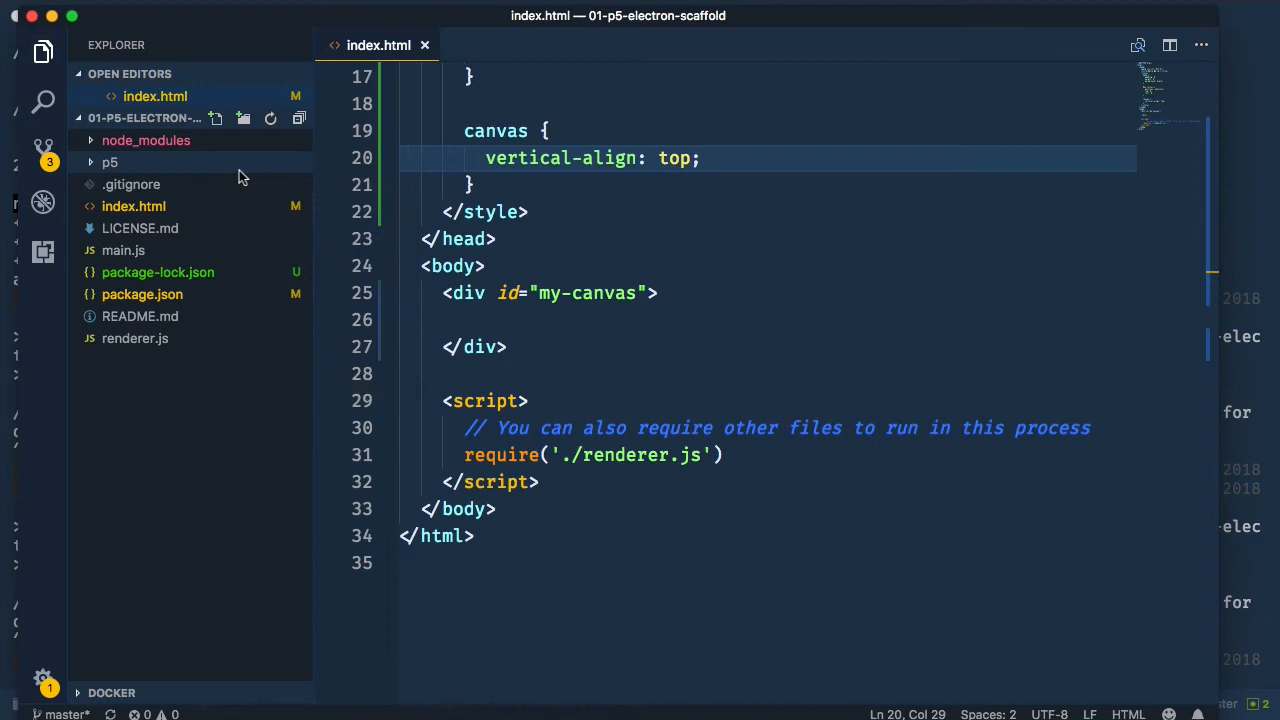 index.html — 01-p5-electron-scaffold
EXPLORER
index.html
OPEN EDITORS
index.html M
01-P5-ELECTRON-...
node_modules
p5
.gitignore
index.html M
LICENSE.md
main.js
package-lock.json U
package.json M
README.md
renderer.js
DOCKER
3
1
17 }
18
19 canvas {
20 vertical-align: top;
21 }
22 </style>
23 </head>
24 <body>
25 <div id="my-canvas">
26
27 </div>
28
29 <script>
30 // You can also require other files to run in this process
31 require('./renderer.js')
32 </script>
33 </body>
34 </html>
35
2018
-elec
for
2018
2018
-elec
for
2018
master* 0 0
Ln 20, Col 29 Spaces: 2 UTF-8 LF HTML
ster 2